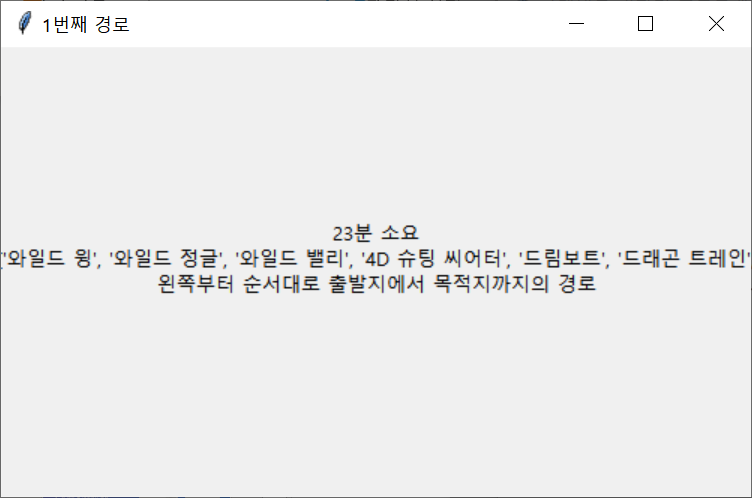 1번째 경로
23분 소요
['와일드 윙', '와일드 정글', '와일드 밸리', '4D 슈팅 씨어터', '드림보트', '드래곤 트레인'
왼쪽부터 순서대로 출발지에서 목적지까지의 경로